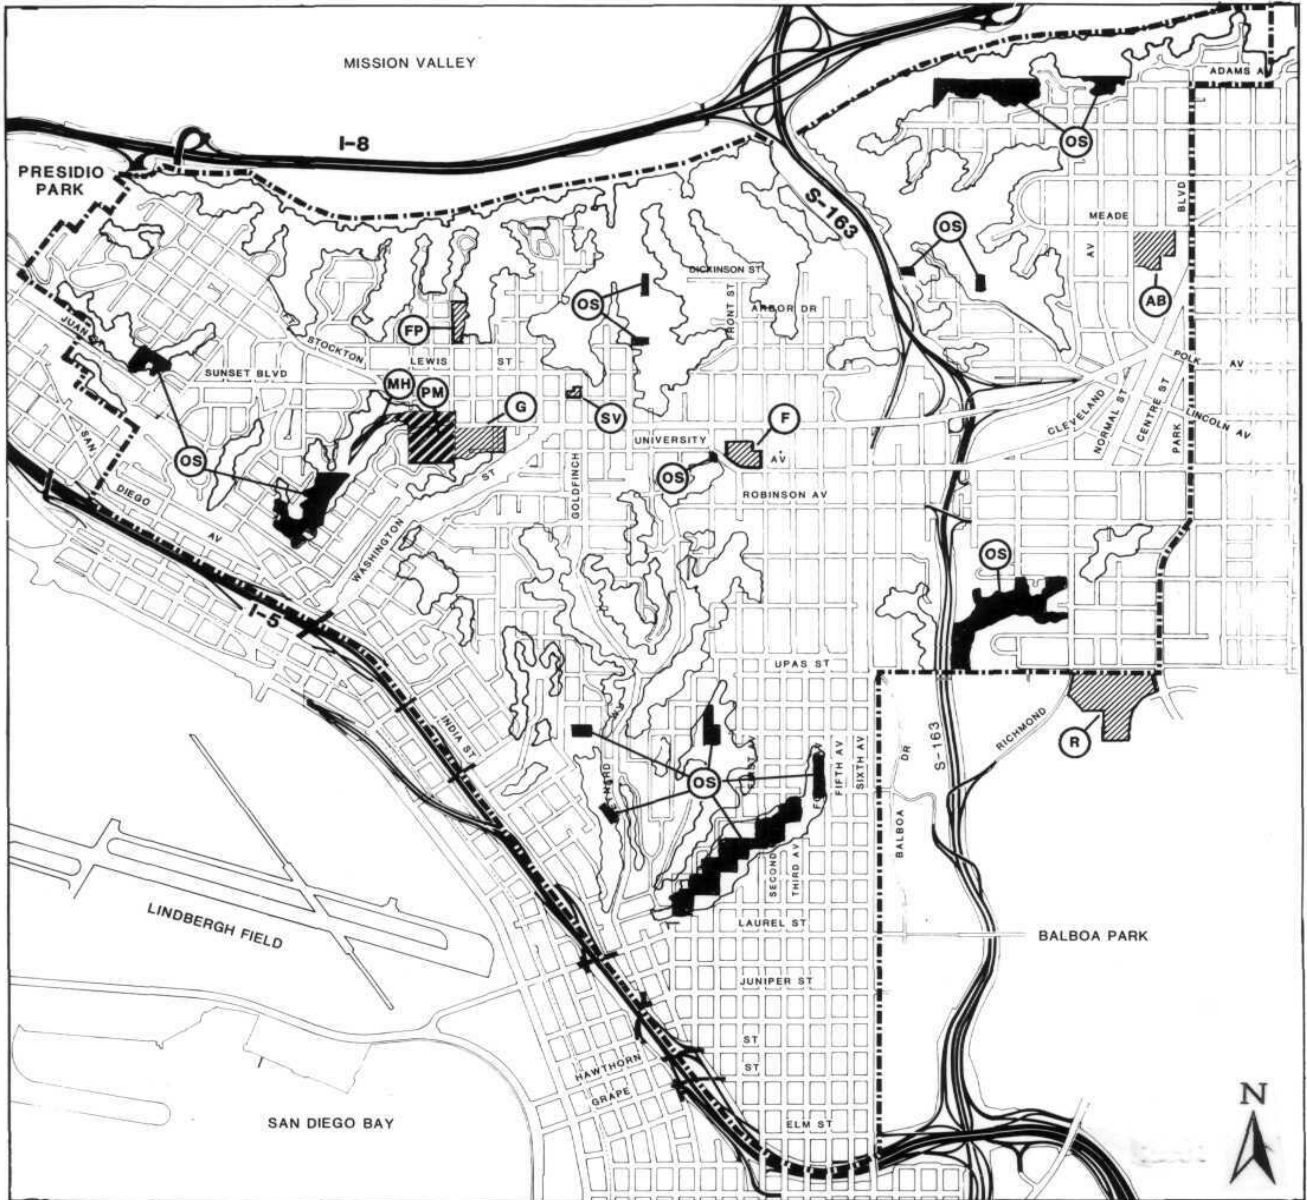 MISSION VALLEY
ADAMS A
I-8
OS
PRESIDIO
PARK
BLVD
S-163
MEADE
OS
AV
DICKINSON ST
OS
FRONT ST
ARBOR DR
AB
JUAN
FP
STOCKTON
LEWIS ST
POLK AV
SUNSET BLVD
MH
PM
G
SV
F
CLEVELAND
NORMAL ST
CENTRE ST
LINCOLN AV
PARK
SAN
DIEGO
AV
OS
UNIVERSITY
AV
OS
ST
GOLDFINCH
ROBINSON AV
WASHINGTON
OS
I-5
UPAS ST
INDIA ST
RICHMOND
R
S-163
DR
BALBOA
OS
FIRST AV
FIFTH AV
SIXTH AV
SECOND
THIRD AV
LINDBERGH FIELD
LAUREL ST
BALBOA PARK
JUNIPER ST
ST
HAWTHORN
ST
GRAPE
SAN DIEGO BAY
ELM ST
N